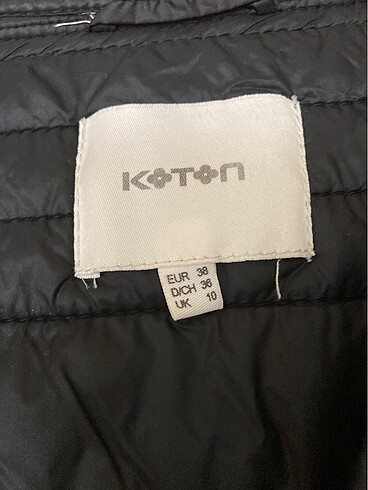 KOTON
EUR 38
D/CH 36
UK 10